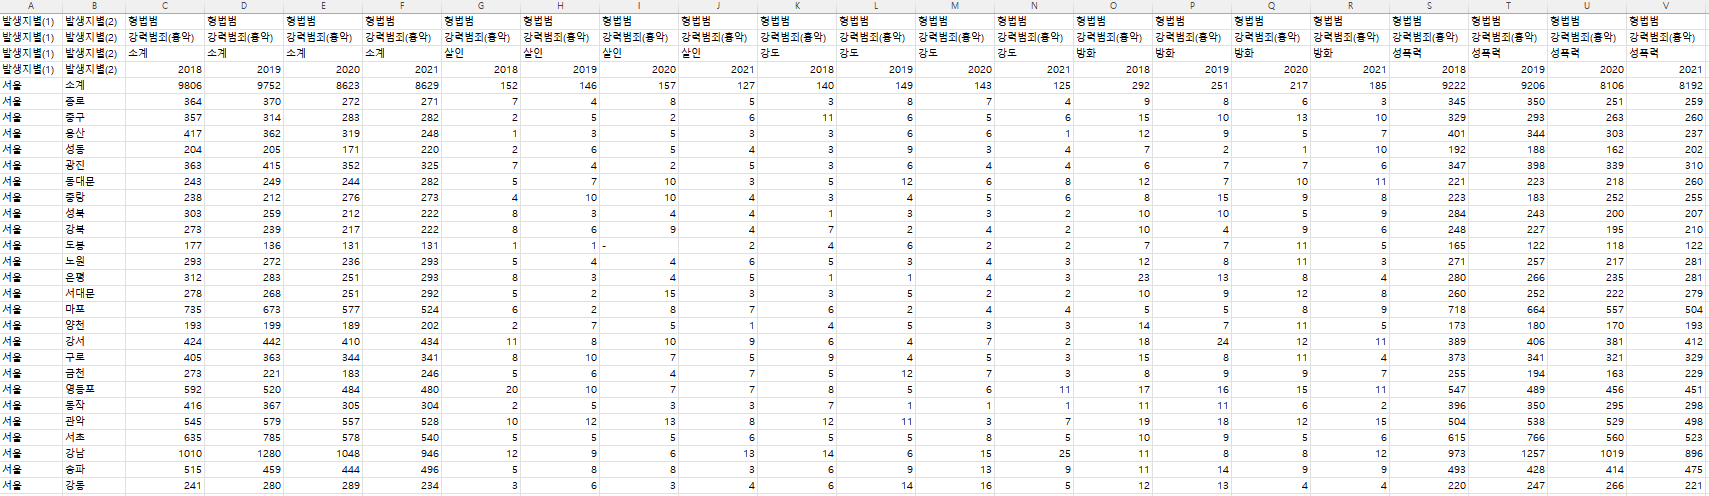 A B C D E F G H I J K L M N O P Q R S T U V
발생지별(1) 발생지별(2) 형법범 형법범 형법범 형법범 형법범 형법범 형법범 형법범 형법범 형법범 형법범 형법범 형법범 형법범 형법범 형법범 형법범 형법범 형법범 형법범
발생지별(1) 발생지별(2) 강력범죄(흉악) 강력범죄(흉악) 강력범죄(흉악) 강력범죄(흉악) 강력범죄(흉악) 강력범죄(흉악) 강력범죄(흉악) 강력범죄(흉악) 강력범죄(흉악) 강력범죄(흉악) 강력범죄(흉악) 강력범죄(흉악) 강력범죄(흉악) 강력범죄(흉악) 강력범죄(흉악) 강력범죄(흉악) 강력범죄(흉악) 강력범죄(흉악) 강력범죄(흉악) 강력범죄(흉악)
발생지별(1) 발생지별(2) 소계 소계 소계 소계 살인 살인 살인 살인 강도 강도 강도 강도 방화 방화 방화 방화 성폭력 성폭력 성폭력 성폭력
발생지별(1) 발생지별(2) 2018 2019 2020 2021 2018 2019 2020 2021 2018 2019 2020 2021 2018 2019 2020 2021 2018 2019 2020 2021
서울 소계 9806 9752 8623 8629 152 146 157 127 140 149 143 125 292 251 217 185 9222 9206 8106 8192
서울 종로 364 370 272 271 7 4 8 5 3 8 7 4 9 8 6 3 345 350 251 259
서울 중구 357 314 283 282 2 5 2 6 11 6 5 6 15 10 13 10 329 293 263 260
서울 용산 417 362 319 248 1 3 5 3 3 6 6 1 12 9 5 7 401 344 303 237
서울 성동 204 205 171 220 2 6 5 4 3 9 3 4 7 2 1 10 192 188 162 202
서울 광진 363 415 352 325 7 4 2 5 3 6 4 4 6 7 7 6 347 398 339 310
서울 동대문 243 249 244 282 5 7 10 3 5 12 6 8 12 7 10 11 221 223 218 260
서울 중랑 238 212 276 273 4 10 10 4 3 4 5 6 8 15 9 8 223 183 252 255
서울 성북 303 259 212 222 8 3 4 4 1 3 3 2 10 10 5 9 284 243 200 207
서울 강북 273 239 217 222 8 6 9 4 7 2 4 2 10 4 9 6 248 227 195 210
서울 도봉 177 136 131 131 1 1 - 2 4 6 2 2 7 7 11 5 165 122 118 122
서울 노원 293 272 236 293 5 4 4 6 5 3 4 3 12 8 11 3 271 257 217 281
서울 은평 312 283 251 293 8 3 4 5 1 1 4 3 23 13 8 4 280 266 235 281
서울 서대문 278 268 251 292 5 2 15 3 3 5 2 2 10 9 12 8 260 252 222 279
서울 마포 735 673 577 524 6 2 8 7 6 2 4 4 5 5 8 9 718 664 557 504
서울 양천 193 199 189 202 2 7 5 1 4 5 3 3 14 7 11 5 173 180 170 193
서울 강서 424 442 410 434 11 8 10 9 6 4 7 2 18 24 12 11 389 406 381 412
서울 구로 405 363 344 341 8 10 7 5 9 4 5 3 15 8 11 4 373 341 321 329
서울 금천 273 221 183 246 5 6 4 7 5 12 7 3 8 9 9 7 255 194 163 229
서울 영등포 592 520 484 480 20 10 7 7 8 5 6 11 17 16 15 11 547 489 456 451
서울 동작 416 367 305 304 2 5 3 3 7 1 1 1 11 11 6 2 396 350 295 298
서울 관악 545 579 557 528 10 12 13 8 12 11 3 7 19 18 12 15 504 538 529 498
서울 서초 635 785 578 540 5 5 5 6 5 5 8 5 10 9 5 6 615 766 560 523
서울 강남 1010 1280 1048 946 12 9 6 13 14 6 15 25 11 8 8 12 973 1257 1019 896
서울 송파 515 459 444 496 5 8 8 3 6 9 13 9 11 14 9 9 493 428 414 475
서울 강동 241 280 289 234 3 6 3 4 6 14 16 5 12 13 4 4 220 247 266 221